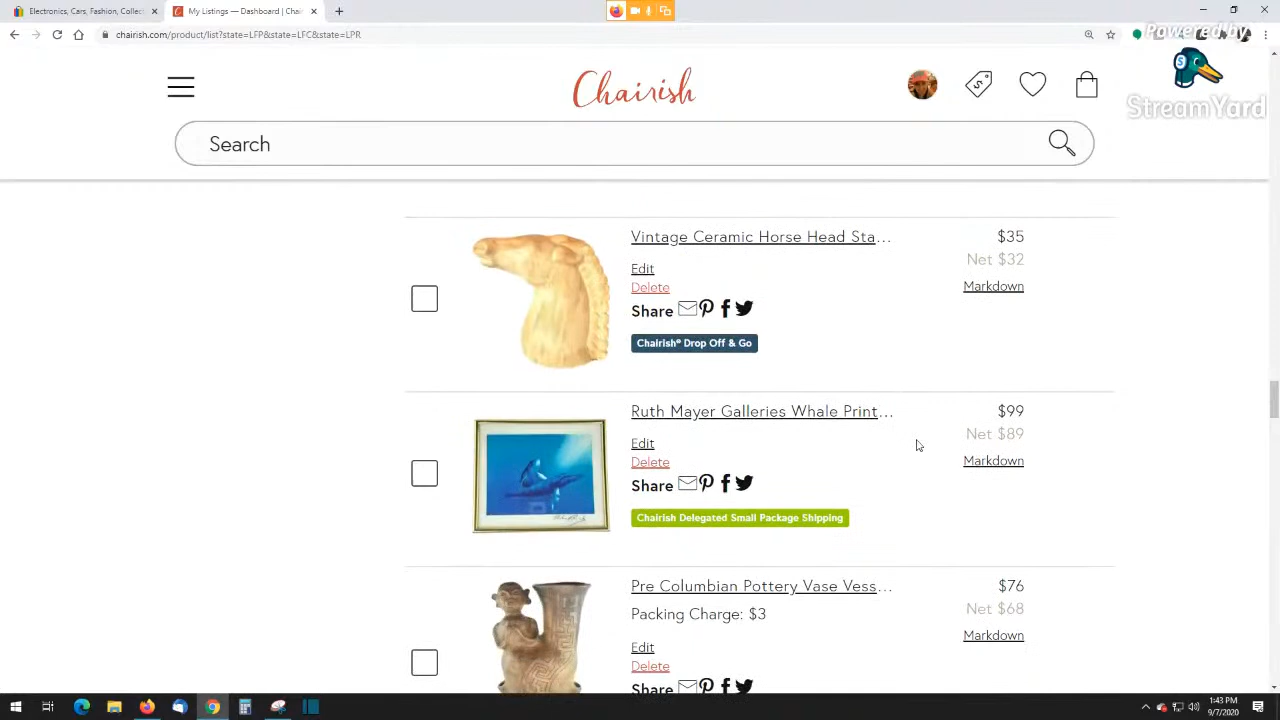 Electronics, Cars, Fashion, Collect
My Listings — Dashboard | Chai
chairish.com/product/list?state=LFP&state=LFC&state=LPR
Powered by
StreamYard
Chairish
Search
Vintage Ceramic Horse Head Sta...
$35
Net $32
Edit
Markdown
Delete
Share
Chairish® Drop Off & Go
Ruth Mayer Galleries Whale Print...
$99
Net $89
Edit
Markdown
Delete
Share
Chairish Delegated Small Package Shipping
Pre Columbian Pottery Vase Vess...
$76
Packing Charge: $3
Net $68
Edit
Markdown
Delete
Share
1:43 PM
9/7/2020